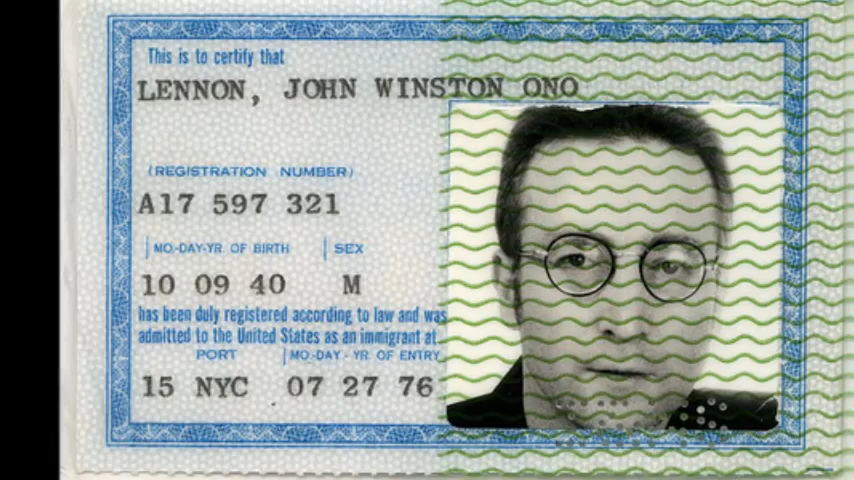 This is to certify that
LENNON, JOHN WINSTON ONO
(REGISTRATION NUMBER)
A17 597 321
MO.-DAY-YR. OF BIRTH SEX
10 09 40 M
has been duly registered according to law and was
admitted to the United States as an immigrant at.
PORT MO.-DAY - YR. OF ENTRY
15 NYC 07 27 76